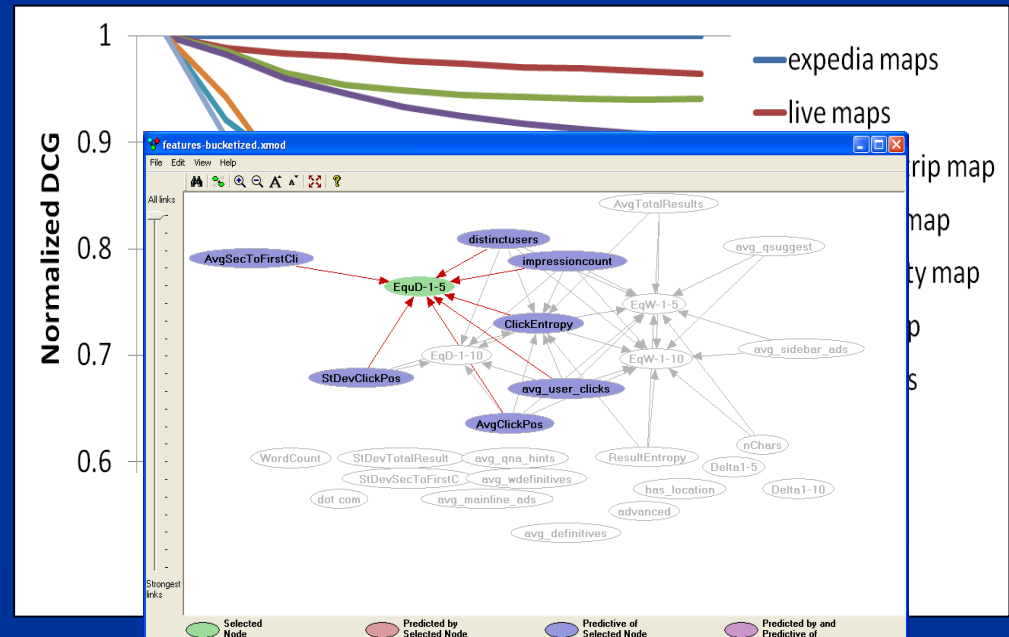 1
expedia maps
live maps
Normalized DCG
0.9
0.8
0.7
0.6
rip map
map
ty map
p
s
features-bucketized.xmod
File Edit View Help
All links
Strongest
links
AvgTotalResults
distinctusers
avg_qsuggest
AvgSecToFirstCli
impressioncount
EquD-1-5
EqW-1-5
ClickEntropy
EqD-1-10
EqW-1-10
avg_sidebar_ads
StDevClickPos
avg_user_clicks
AvgClickPos
nChars
WordCount
StDevTotalResult
avg_qna_hints
ResultEntropy
Delta1-5
StDevSecToFirstC
avg_wdefinitives
has_location
Delta1-10
dot com
avg_mainline_ads
advanced
avg_definitives
Selected
Node
Predicted by
Selected Node
Predictive of
Selected Node
Predicted by and
Predictive of